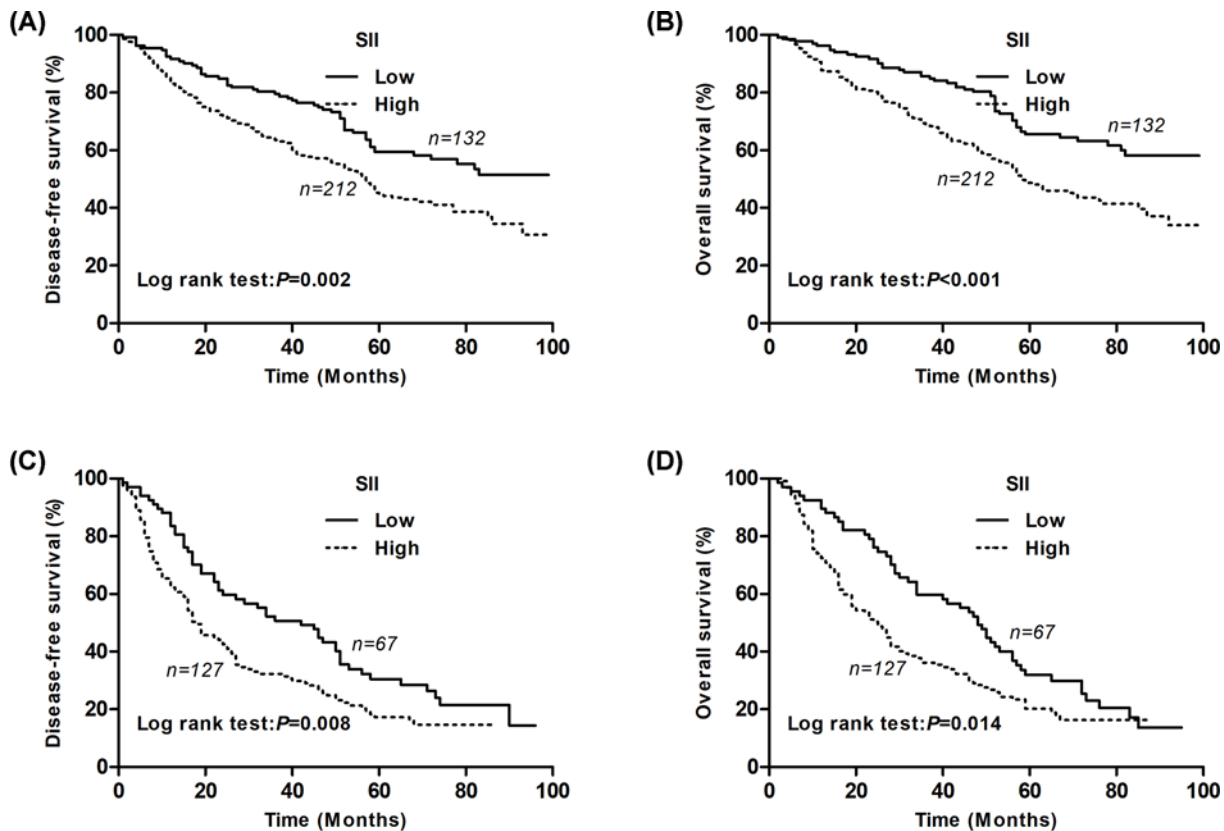 (A)
Disease-free survival (%)
100
80
60
40
20
0
SII
Low
High
n=132
n=212
Log rank test:P=0.002
0 20 40 60 80 100
Time (Months)
(B)
Overall survival (%)
100
80
60
40
20
0
SII
Low
High
n=132
n=212
Log rank test:P<0.001
0 20 40 60 80 100
Time (Months)
(C)
Disease-free survival (%)
100
80
60
40
20
0
SII
Low
High
n=67
n=127
Log rank test:P=0.008
0 20 40 60 80 100
Time (Months)
(D)
Overall survival (%)
100
80
60
40
20
0
SII
Low
High
n=67
n=127
Log rank test:P=0.014
0 20 40 60 80 100
Time (Months)